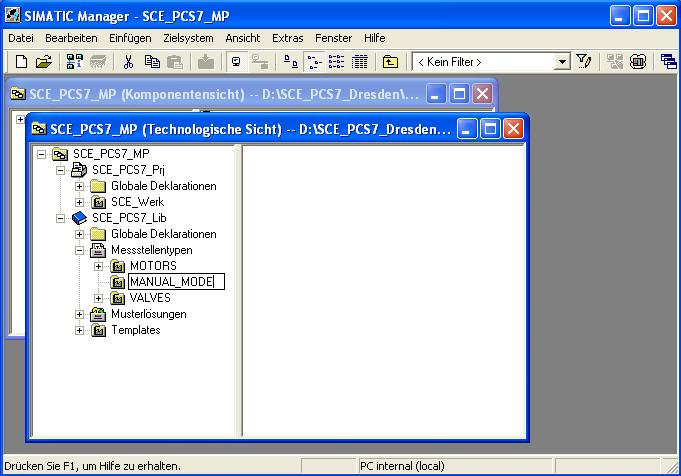 SIMATIC Manager - SCE_PCS7_MP
Datei Bearbeiten Einfügen Zielsystem Ansicht Extras Fenster Hilfe
< Kein Filter >
SCE_PCS7_MP (Komponentensicht) -- D:\SCE_PCS7_Dresden\...
SCE_PCS7_MP (Technologische Sicht) -- D:\SCE_PCS7_Dresden...
SCE_PCS7_MP
SCE_PCS7_Prj
Globale Deklarationen
SCE_Werk
SCE_PCS7_Lib
Globale Deklarationen
Messstellentypen
MOTORS
MANUAL_MODE
VALVES
Musterlösungen
Templates
Drücken Sie F1, um Hilfe zu erhalten. PC internal (local)